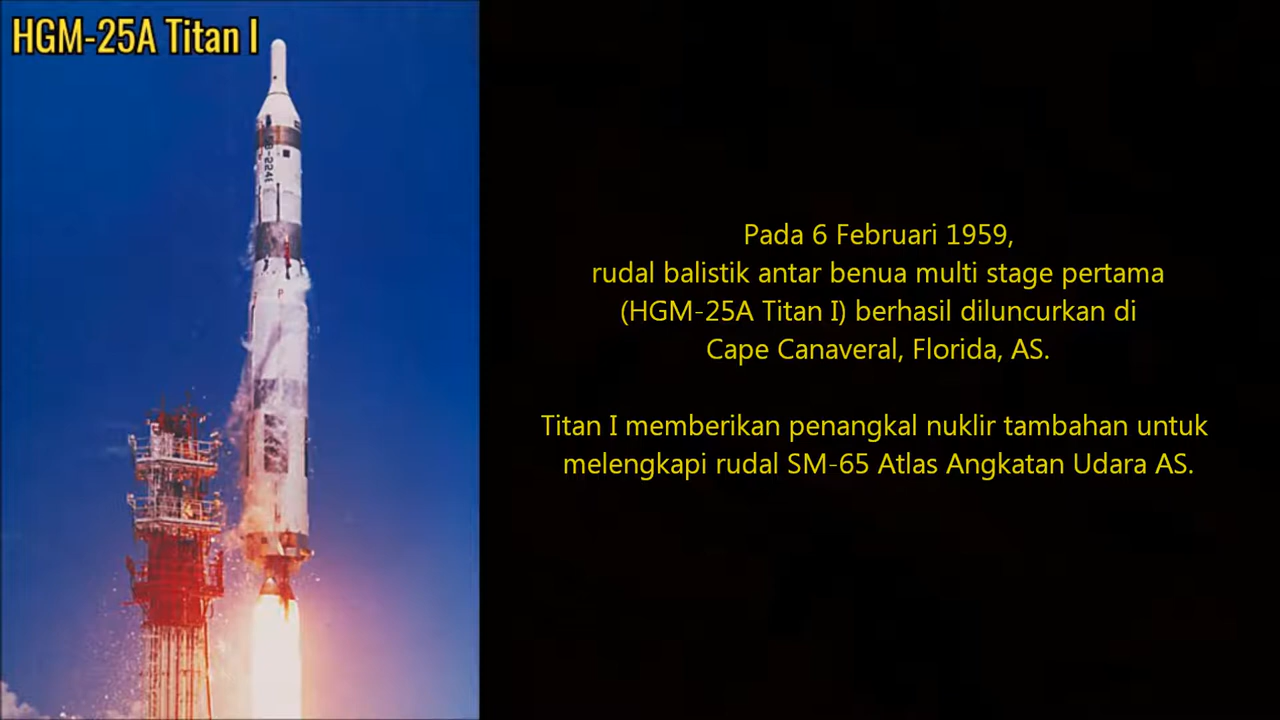 HGM-25A Titan I
Pada 6 Februari 1959,
rudal balistik antar benua multi stage pertama
(HGM-25A Titan I) berhasil diluncurkan di
Cape Canaveral, Florida, AS.
Titan I memberikan penangkal nuklir tambahan untuk
melengkapi rudal SM-65 Atlas Angkatan Udara AS.